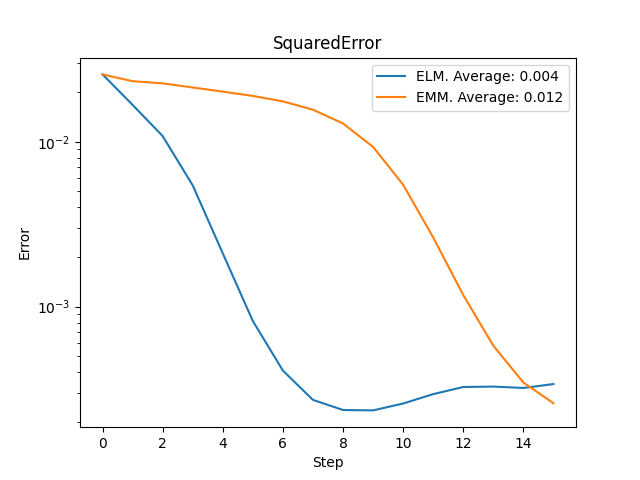 SquaredError
ELM. Average: 0.004
EMM. Average: 0.012
10⁻²
10⁻³
Error
0 2 4 6 8 10 12 14
Step